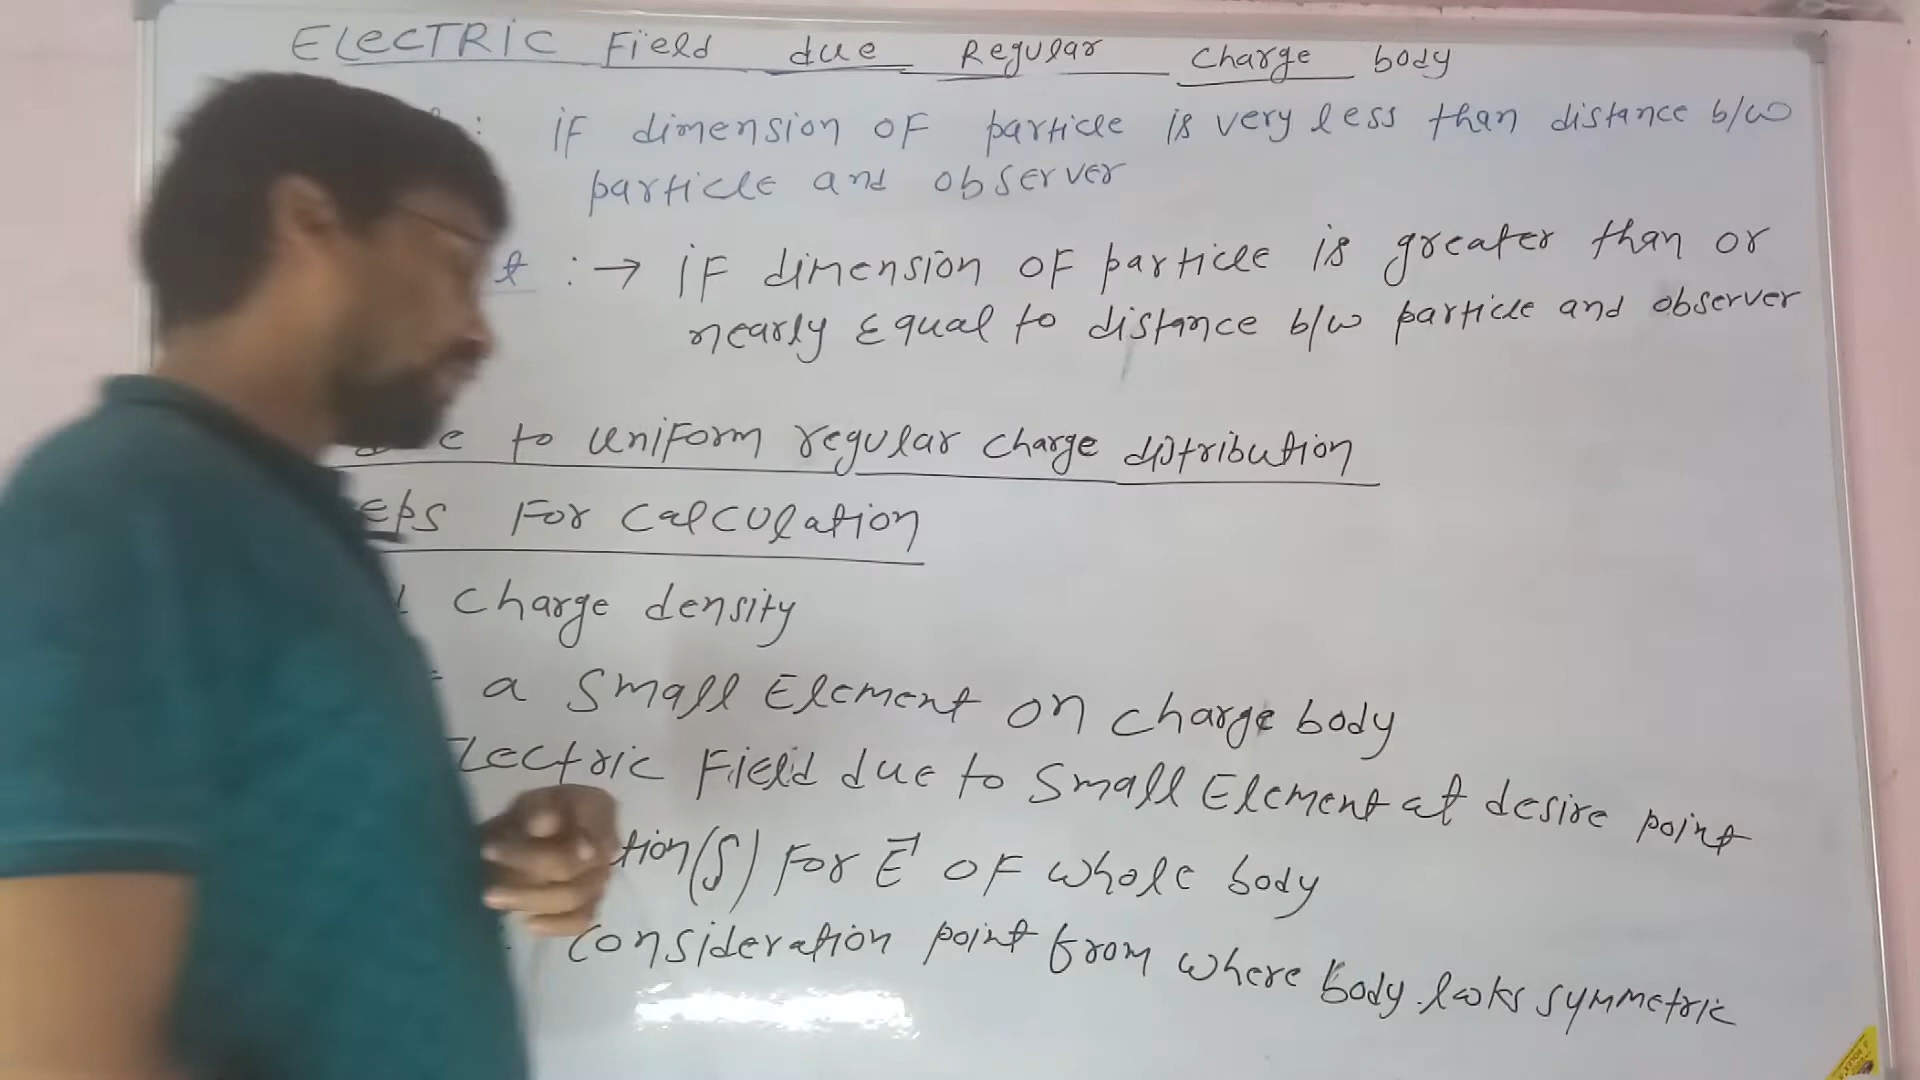 ELECTRIC Field due Regular charge body
: IF dimension OF particle is very less than distance b/w
particle and observer
: → IF dimension OF particle is greater than or
nearly Equal to distance b/w particle and observer
e to uniForm regular charge distribution
eps For calculation
charge density
a small Element on charge body
lectric Field due to small Element at desire point
tion (∫) For E⃗ OF whole body
consideration point from where body looks symmetric